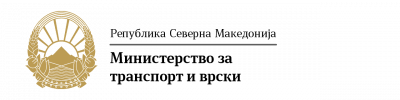 Република Северна Македонија
Министерство за
транспорт и врски